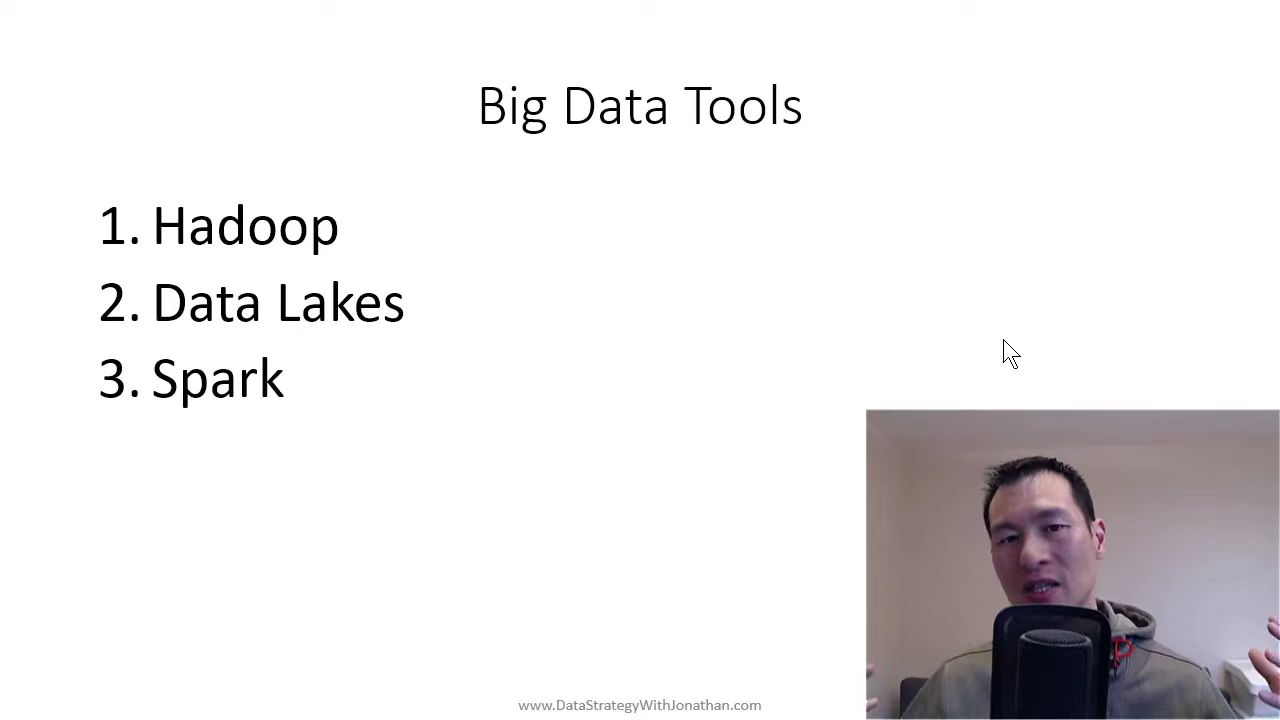 Big Data Tools
1. Hadoop
2. Data Lakes
3. Spark
www.DataStrategyWithJonathan.com